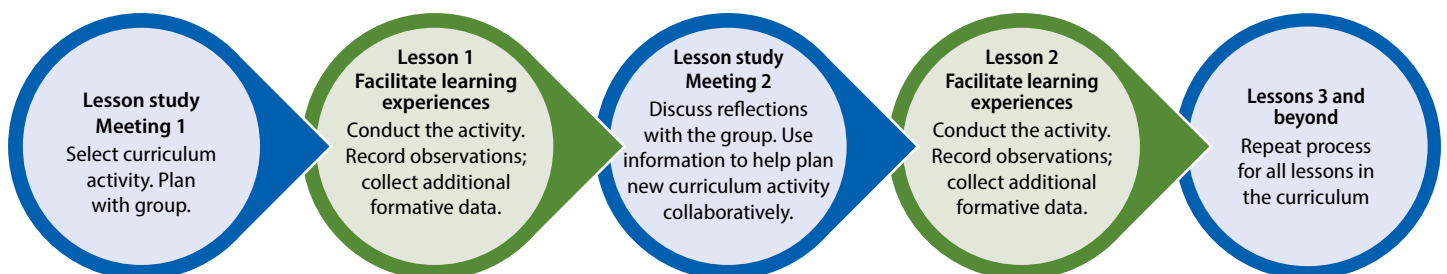 Lesson study
Meeting 1
Select curriculum
activity. Plan
with group.
Lesson 1
Facilitate learning
experiences
Conduct the activity.
Record observations;
collect additional
formative data.
Lesson study
Meeting 2
Discuss reflections
with the group. Use
information to help plan
new curriculum activity
collaboratively.
Lesson 2
Facilitate learning
experiences
Conduct the activity.
Record observations;
collect additional
formative data.
Lessons 3 and
beyond
Repeat process
for all lessons in
the curriculum